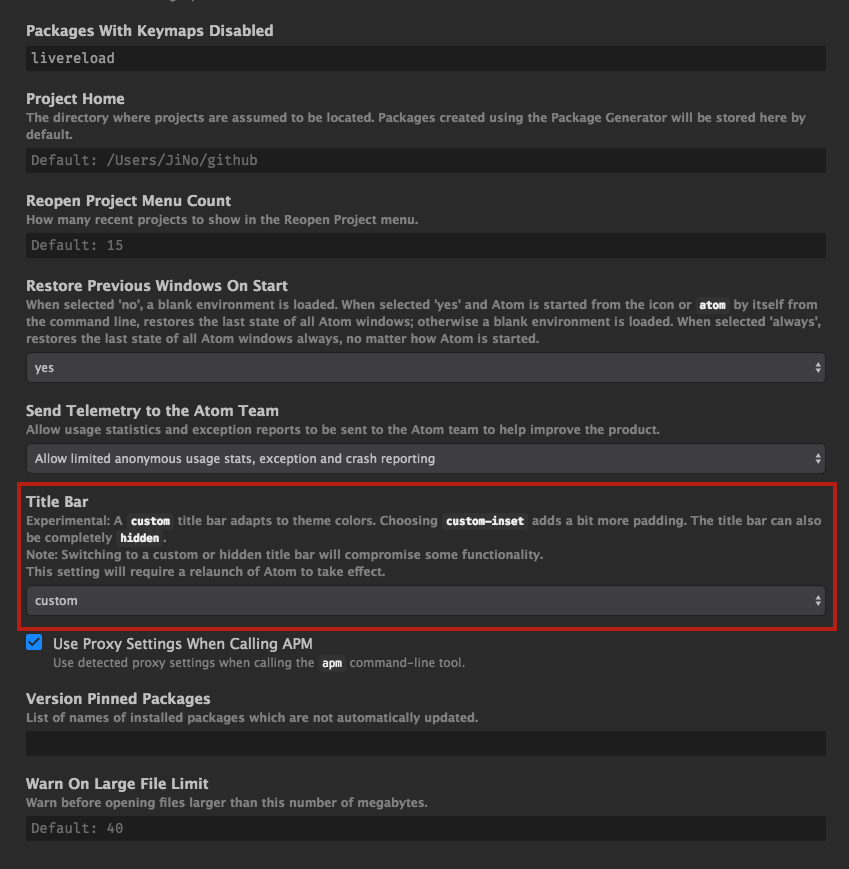 Packages With Keymaps Disabled
livereload
Project Home
The directory where projects are assumed to be located. Packages created using the Package Generator will be stored here by
default.
Default: /Users/JiNo/github
Reopen Project Menu Count
How many recent projects to show in the Reopen Project menu.
Default: 15
Restore Previous Windows On Start
When selected 'no', a blank environment is loaded. When selected 'yes' and Atom is started from the icon or atom by itself from
the command line, restores the last state of all Atom windows; otherwise a blank environment is loaded. When selected 'always',
restores the last state of all Atom windows always, no matter how Atom is started.
yes
Send Telemetry to the Atom Team
Allow usage statistics and exception reports to be sent to the Atom team to help improve the product.
Allow limited anonymous usage stats, exception and crash reporting
Title Bar
Experimental: A custom title bar adapts to theme colors. Choosing custom-inset adds a bit more padding. The title bar can also
be completely hidden.
Note: Switching to a custom or hidden title bar will compromise some functionality.
This setting will require a relaunch of Atom to take effect.
custom
Use Proxy Settings When Calling APM
Use detected proxy settings when calling the apm command-line tool.
Version Pinned Packages
List of names of installed packages which are not automatically updated.
Warn On Large File Limit
Warn before opening files larger than this number of megabytes.
Default: 40